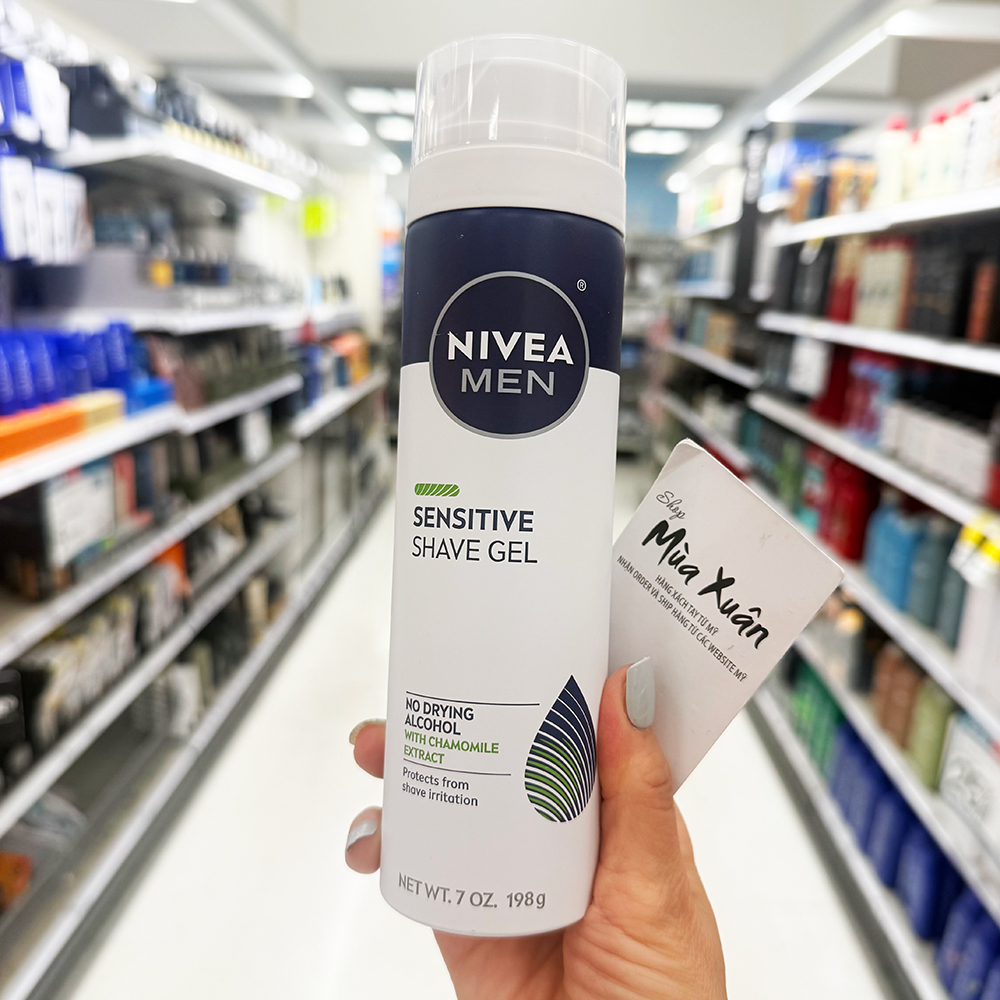 NIVEA
MEN
®
SENSITIVE
SHAVE GEL
NO DRYING
ALCOHOL
WITH CHAMOMILE
EXTRACT
Protects from
shave irritation
NET WT. 7 OZ. 198g
Shop
Mùa Xuân
HÀNG XÁCH TAY TỪ MỸ
NHẬN ORDER VÀ SHIP HÀNG TỪ CÁC WEBSITE MỸ